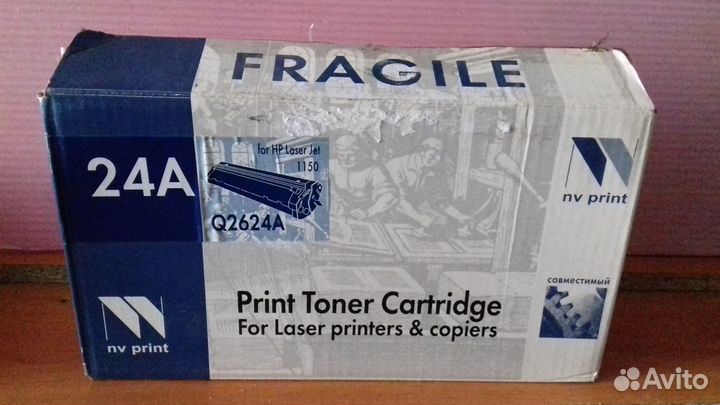 FRAGILE
24A
for HP Laser Jet
1150
Q2624A
nv print
совместимый
Print Toner Cartridge
For Laser printers & copiers
nv print
Avito